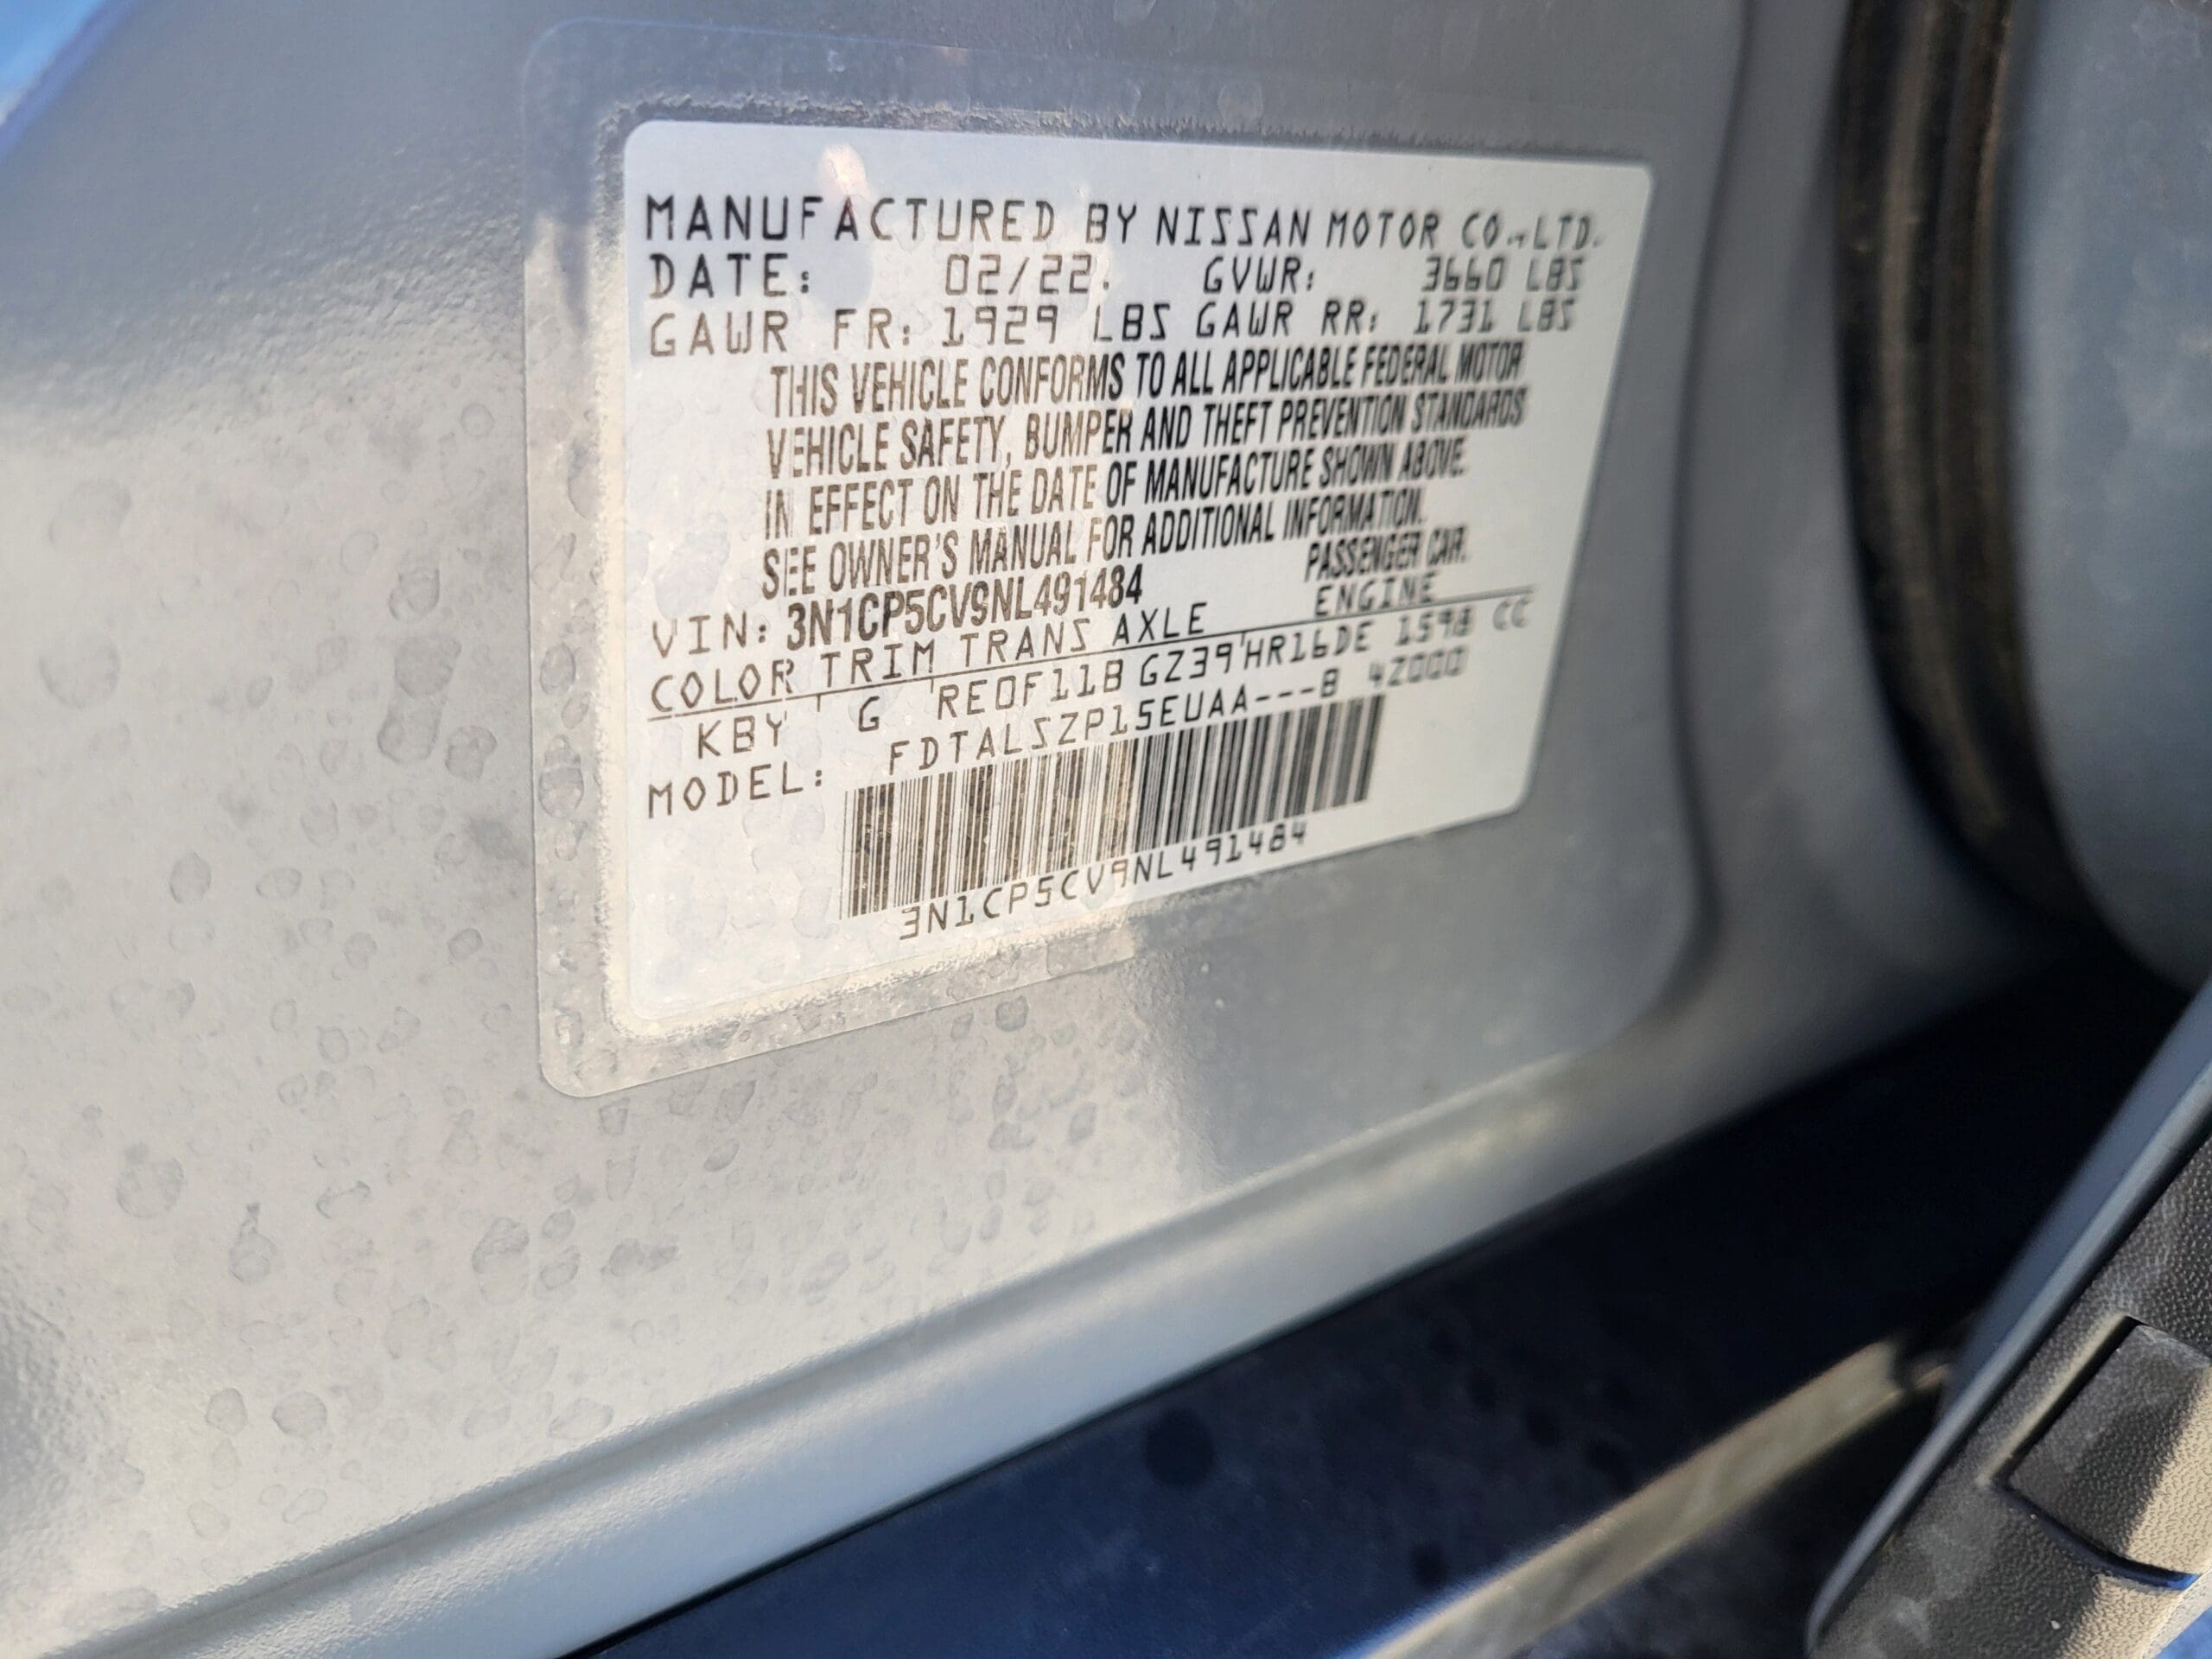 MANUFACTURED BY NISSAN MOTOR CO.,LTD.
DATE: 02/22. GVWR: 3660 LBS
GAWR FR: 1929 LBS GAWR RR: 1731 LBS
THIS VEHICLE CONFORMS TO ALL APPLICABLE FEDERAL MOTOR
VEHICLE SAFETY, BUMPER AND THEFT PREVENTION STANDARDS
IN EFFECT ON THE DATE OF MANUFACTURE SHOWN ABOVE.
SEE OWNER'S MANUAL FOR ADDITIONAL INFORMATION.
VIN: 3N1CP5CV9NL491484 PASSENGER CAR.
COLOR TRIM TRANS AXLE ENGINE
KBY G RE0F11B GZ39 HR16DE 1598 CC
MODEL: FDTALSZP15EUAA---B 4Z000
3N1CP5CV9NL491484